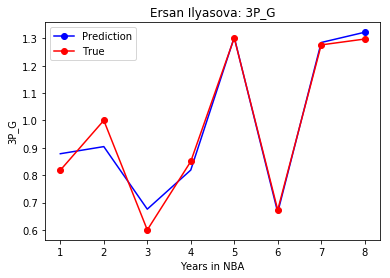 Ersan Ilyasova: 3P_G
Prediction
True
1.3
1.2
1.1
1.0
0.9
0.8
0.7
0.6
3P_G
1 2 3 4 5 6 7 8
Years in NBA